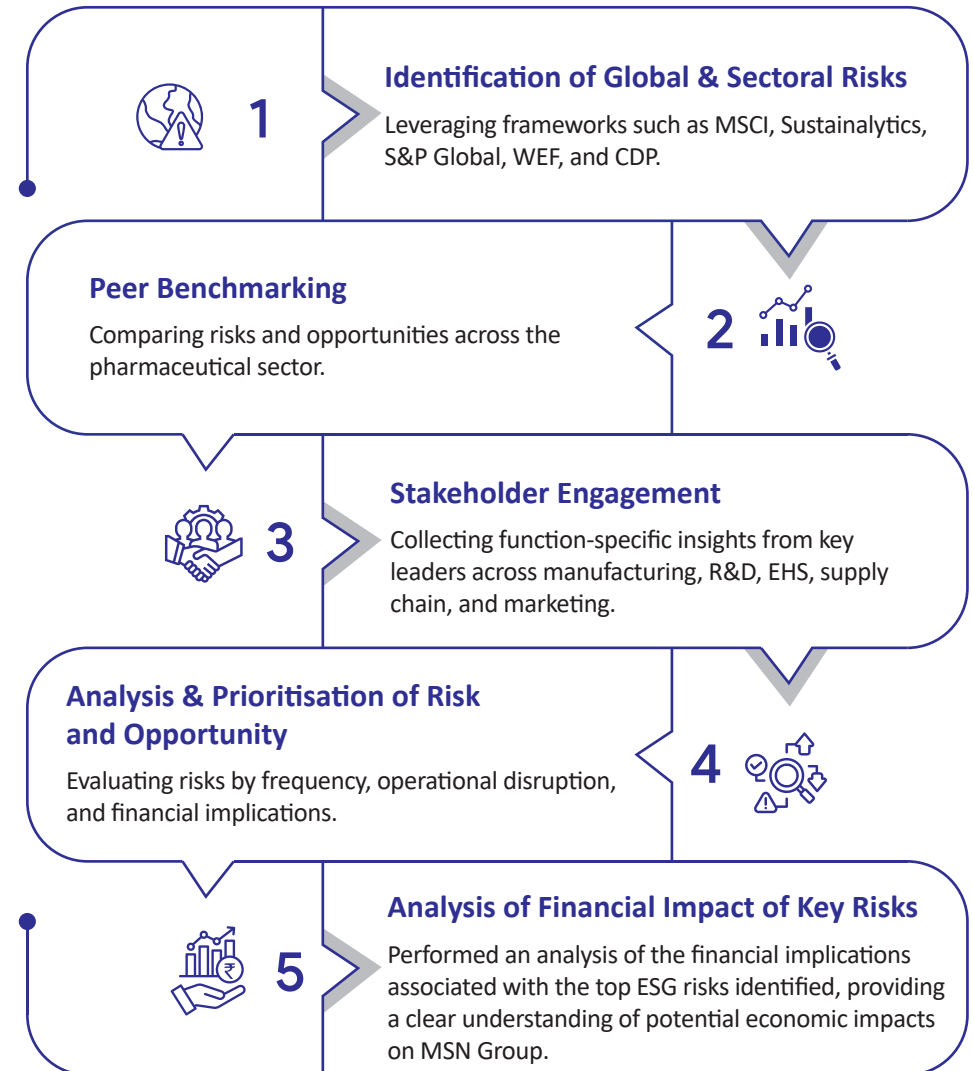 1
Identification of Global & Sectoral Risks
Leveraging frameworks such as MSCI, Sustainalytics,
S&P Global, WEF, and CDP.
Peer Benchmarking
Comparing risks and opportunities across the
pharmaceutical sector.
2
3
Stakeholder Engagement
Collecting function-specific insights from key
leaders across manufacturing, R&D, EHS, supply
chain, and marketing.
Analysis & Prioritisation of Risk
and Opportunity
Evaluating risks by frequency, operational disruption,
and financial implications.
4
₹
5
Analysis of Financial Impact of Key Risks
Performed an analysis of the financial implications
associated with the top ESG risks identified, providing
a clear understanding of potential economic impacts
on MSN Group.